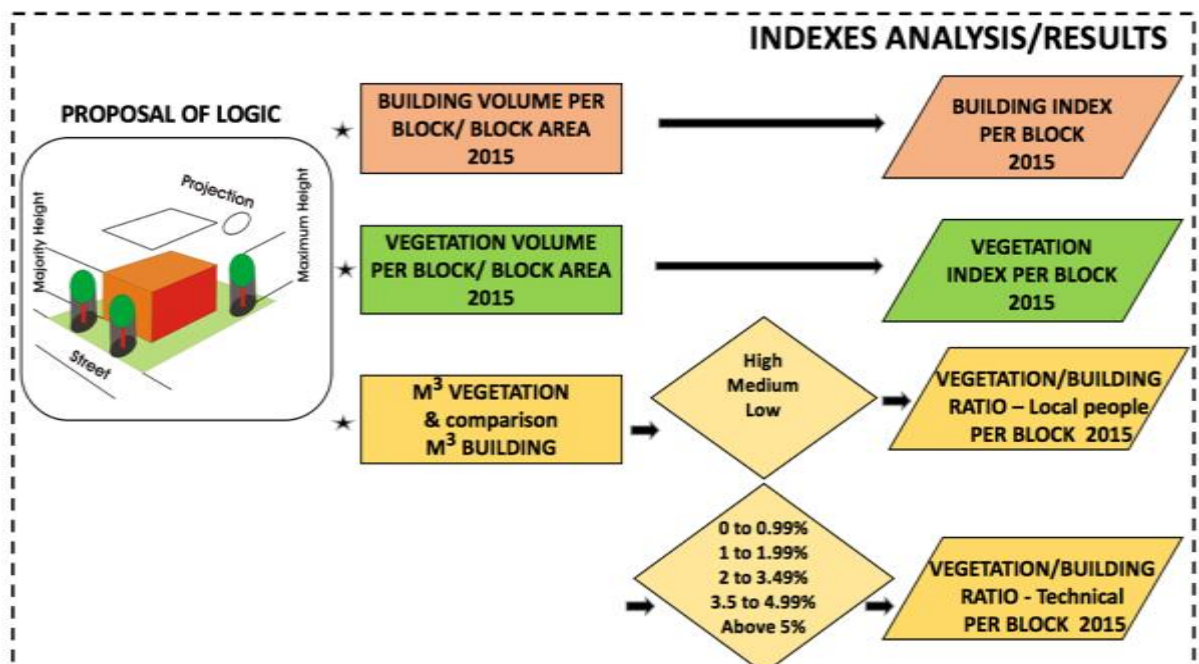 INDEXES ANALYSIS/RESULTS
PROPOSAL OF LOGIC
Majority Height
Projection
Maximum Height
Street
BUILDING VOLUME PER
BLOCK/ BLOCK AREA
2015
BUILDING INDEX
PER BLOCK
2015
VEGETATION VOLUME
PER BLOCK/ BLOCK AREA
2015
VEGETATION
INDEX PER BLOCK
2015
M³ VEGETATION
& comparison
M³ BUILDING
High
Medium
Low
VEGETATION/BUILDING
RATIO – Local people
PER BLOCK 2015
0 to 0.99%
1 to 1.99%
2 to 3.49%
3.5 to 4.99%
Above 5%
VEGETATION/BUILDING
RATIO - Technical
PER BLOCK 2015